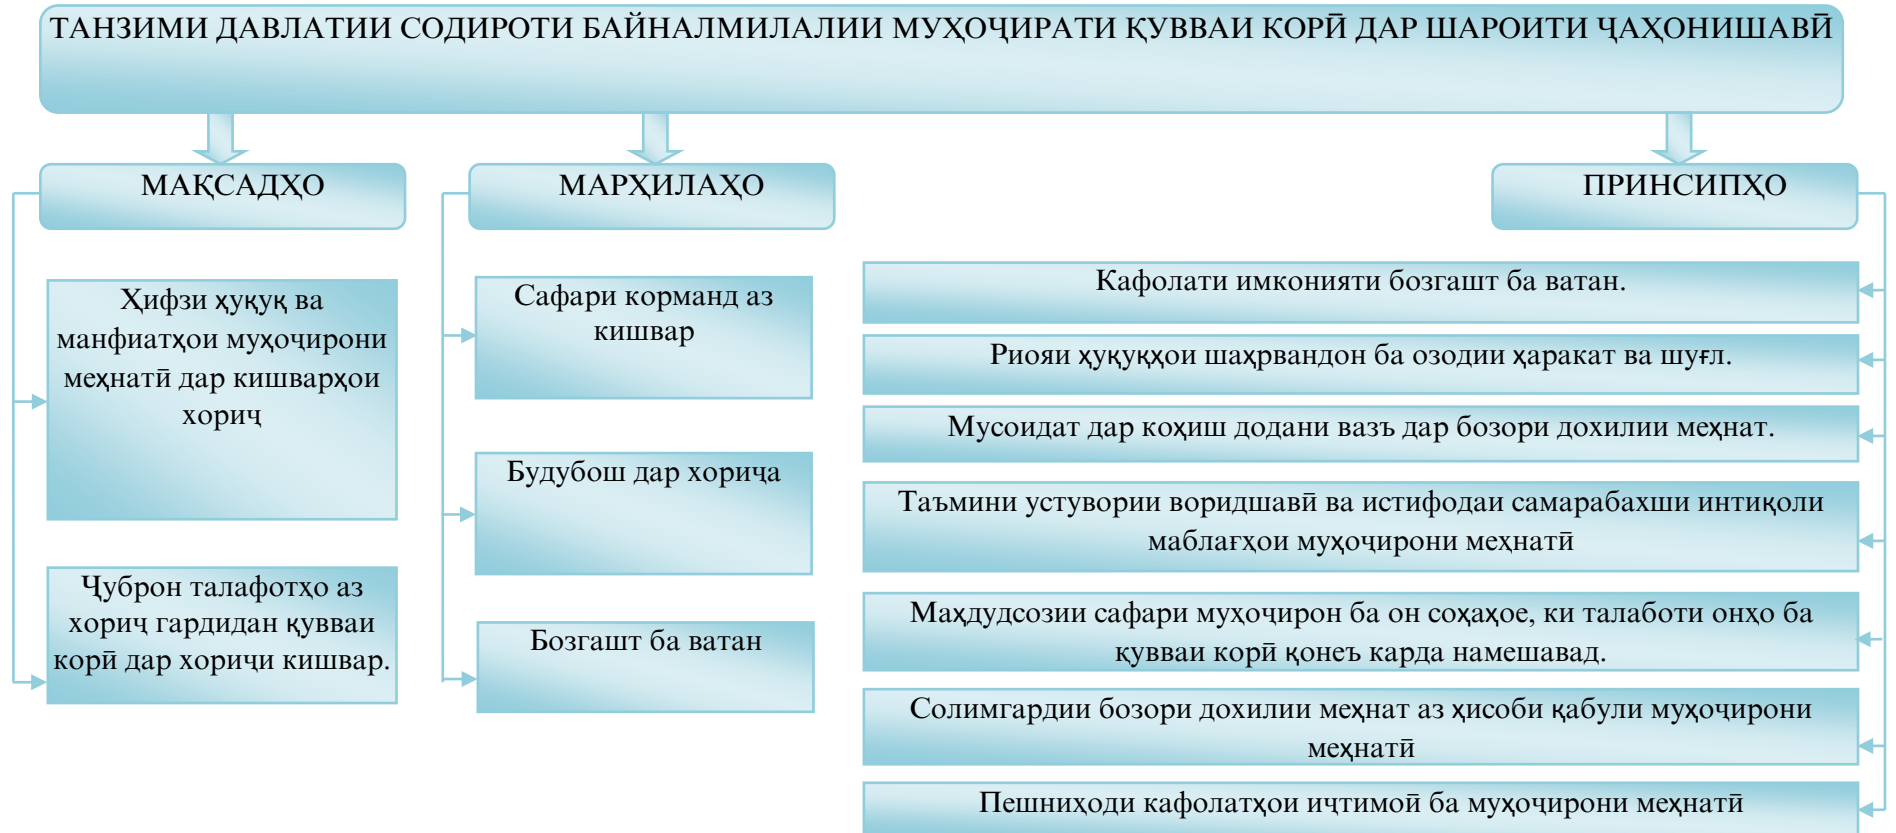 ТАНЗИМИ ДАВЛАТИИ СОДИРОТИ БАЙНАЛМИЛАЛИИ МУҲОҶИРАТИ ҚУВВАИ КОРӢ ДАР ШАРОИТИ ҶАҲОНИШАВӢ
МАҚСАДҲО
Ҳифзи ҳуқуқ ва
манфиатҳои муҳоҷирони
меҳнатӣ дар кишварҳои
хориҷ
Ҷуброн талафотҳо аз
хориҷ гардидан қувваи
корӣ дар хориҷи кишвар.
МАРҲИЛАҲО
Сафари корманд аз
кишвар
Будубош дар хориҷа
Бозгашт ба ватан
ПРИНСИПҲО
Кафолати имконияти бозгашт ба ватан.
Риояи ҳуқуқҳои шаҳрвандон ба озодии ҳаракат ва шуғл.
Мусоидат дар коҳиш додани вазъ дар бозори дохилии меҳнат.
Таъмини устувории воридшавӣ ва истифодаи самарабахши интиқоли
маблағҳои муҳоҷирони меҳнатӣ
Маҳдудсозии сафари муҳоҷирон ба он соҳаҳое, ки талаботи онҳо ба
қувваи корӣ қонеъ карда намешавад.
Солимгардии бозори дохилии меҳнат аз ҳисоби қабули муҳоҷирони
меҳнатӣ
Пешниҳоди кафолатҳои иҷтимоӣ ба муҳоҷирони меҳнатӣ